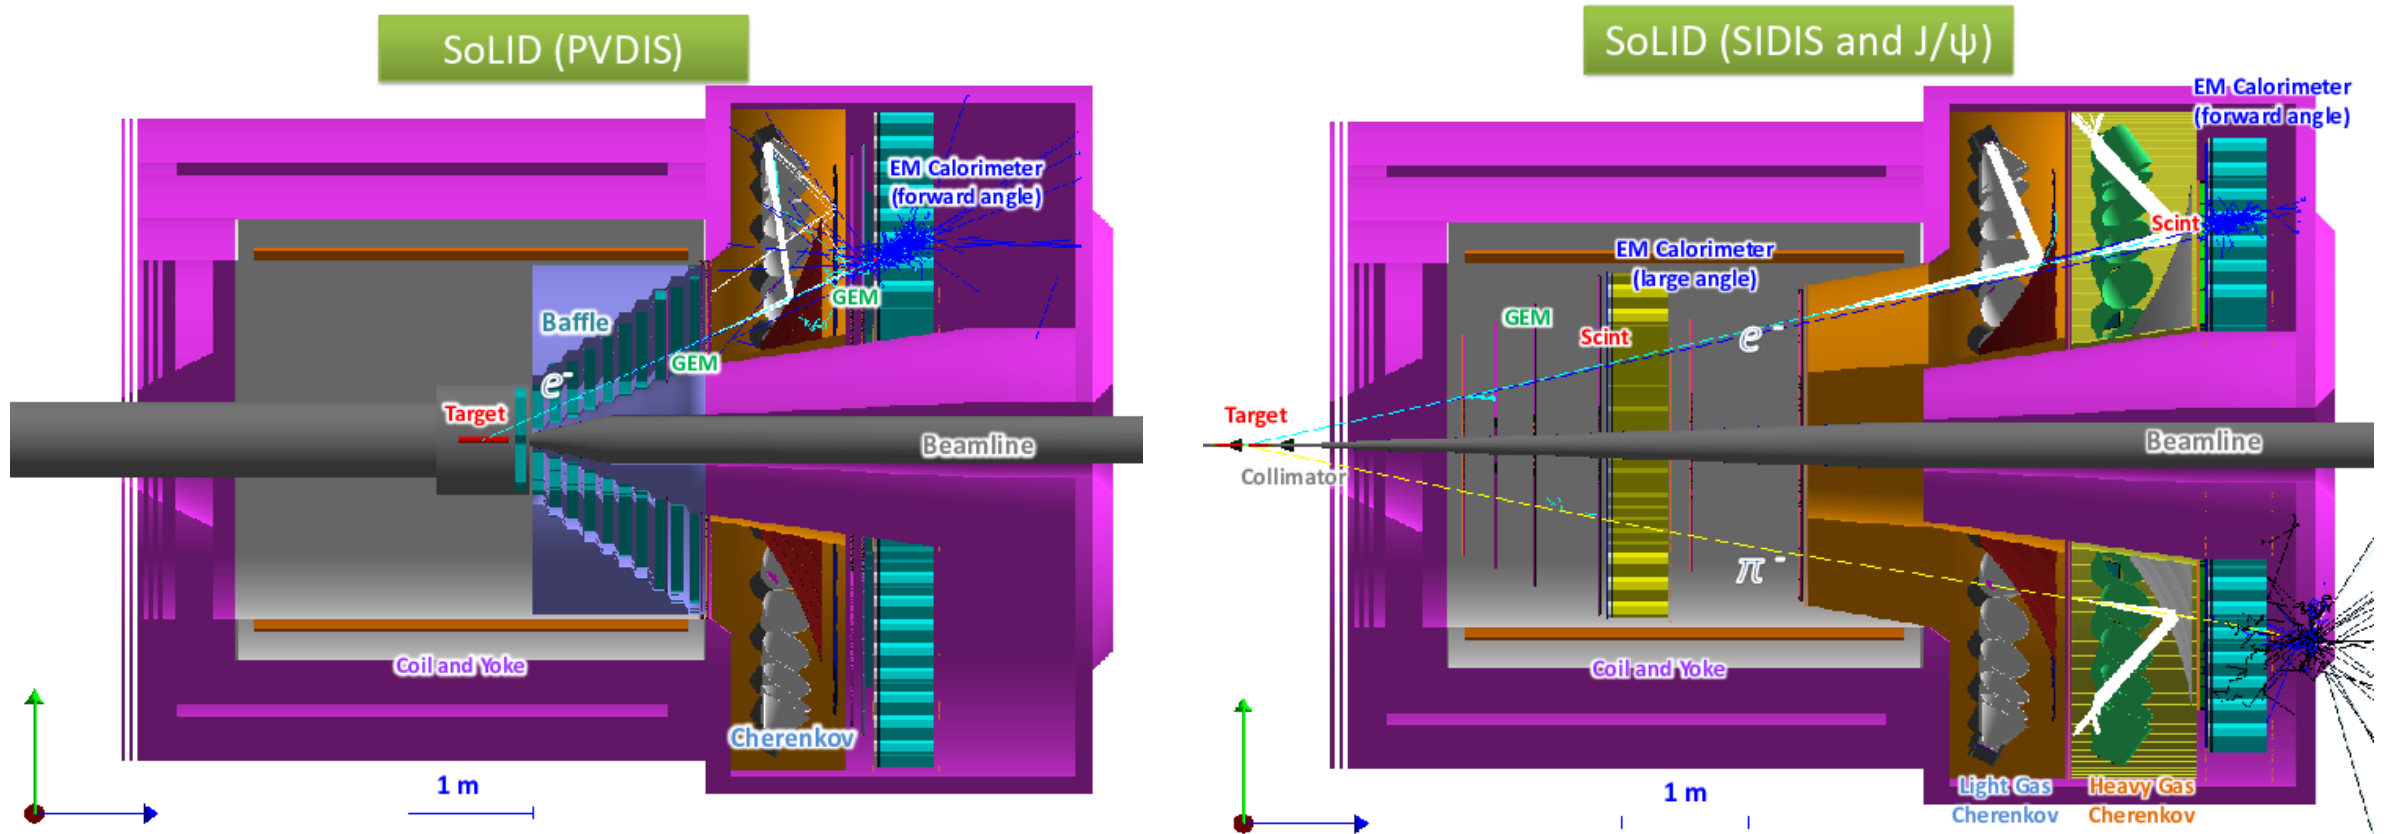 SoLID (PVDIS)
EM Calorimeter
(forward angle)
GEM
Baffle
GEM
e-
Target
Beamline
Coil and Yoke
Cherenkov
1 m
SoLID (SIDIS and J/ψ)
EM Calorimeter
(forward angle)
Scint
EM Calorimeter
(large angle)
GEM
Scint
e-
Target
Beamline
Collimator
π-
Coil and Yoke
Light Gas
Cherenkov
Heavy Gas
Cherenkov
1 m